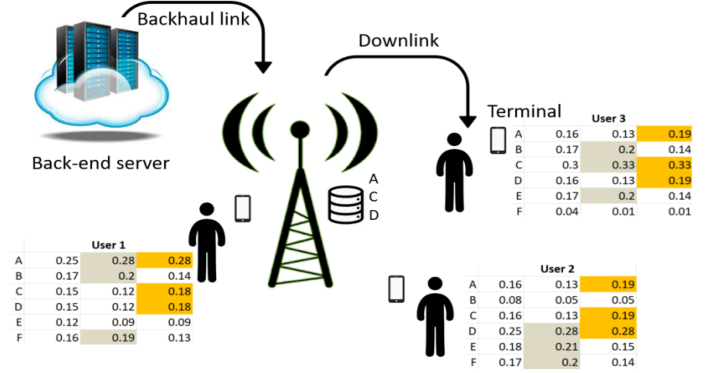 Backhaul link
Downlink
Back-end server
Terminal
User 3
A 0.16 0.13 0.19
B 0.17 0.2 0.14
C 0.3 0.33 0.33
D 0.16 0.13 0.19
E 0.17 0.2 0.14
F 0.04 0.01 0.01
A
C
D
User 1
A 0.25 0.28 0.28
B 0.17 0.2 0.14
C 0.15 0.12 0.18
D 0.15 0.12 0.18
E 0.12 0.09 0.09
F 0.16 0.19 0.13
User 2
A 0.16 0.13 0.19
B 0.08 0.05 0.05
C 0.16 0.13 0.19
D 0.25 0.28 0.28
E 0.18 0.21 0.15
F 0.17 0.2 0.14